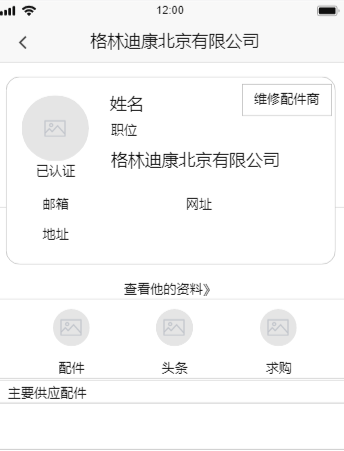 12:00
格林迪康北京有限公司
姓名
维修配件商
职位
格林迪康北京有限公司
已认证
邮箱
网址
地址
查看他的资料》
配件
头条
求购
主要供应配件